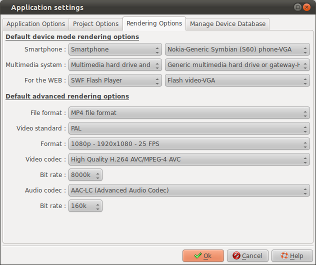 Application settings
Application Options Project Options Rendering Options Manage Device Database
Default device mode rendering options
Smartphone : Smartphone Nokia-Generic Symbian (S60) phone-VGA
Multimedia system : Multimedia hard drive and Generic multimedia hard drive or gateway-
For the WEB : SWF Flash Player Flash video-VGA
Default advanced rendering options
File format : MP4 file format
Video standard : PAL
Format : 1080p - 1920x1080 - 25 FPS
Video codec : High Quality H.264 AVC/MPEG-4 AVC
Bit rate : 8000k
Audio codec : AAC-LC (Advanced Audio Codec)
Bit rate : 160k
Ok Cancel Help